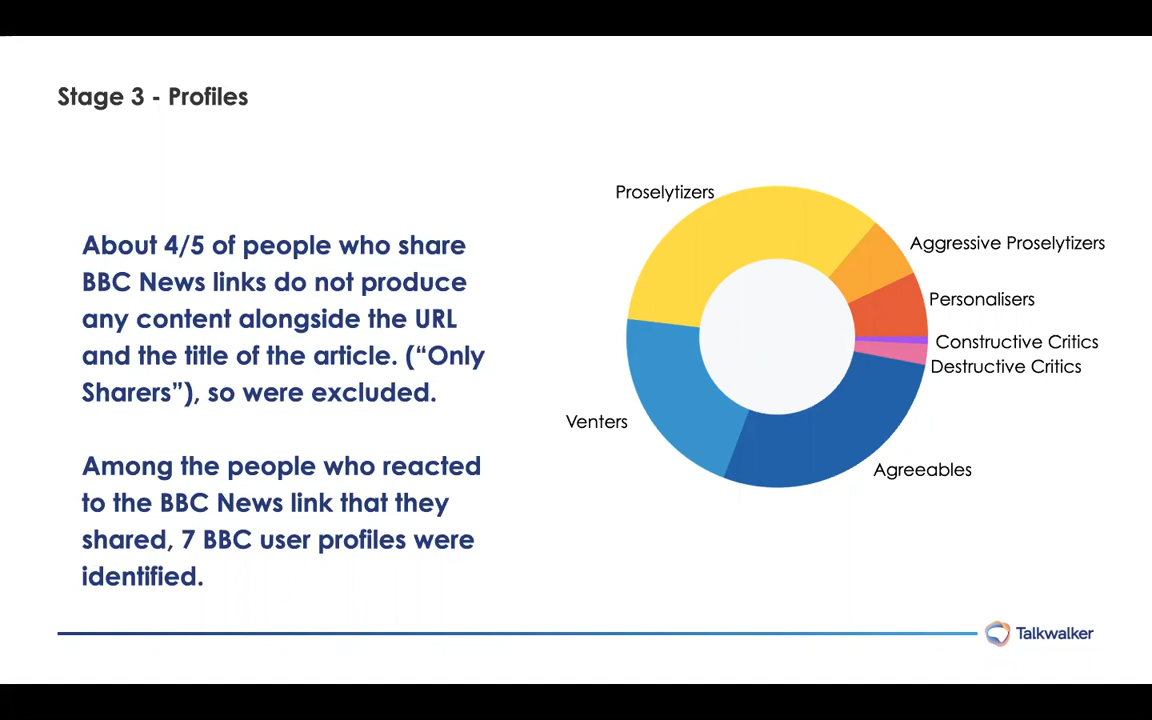 Stage 3 - Profiles
About 4/5 of people who share
BBC News links do not produce
any content alongside the URL
and the title of the article. (“Only
Sharers”), so were excluded.
Among the people who reacted
to the BBC News link that they
shared, 7 BBC user profiles were
identified.
Proselytizers
Aggressive Proselytizers
Personalisers
Constructive Critics
Destructive Critics
Venters
Agreeables
Talkwalker